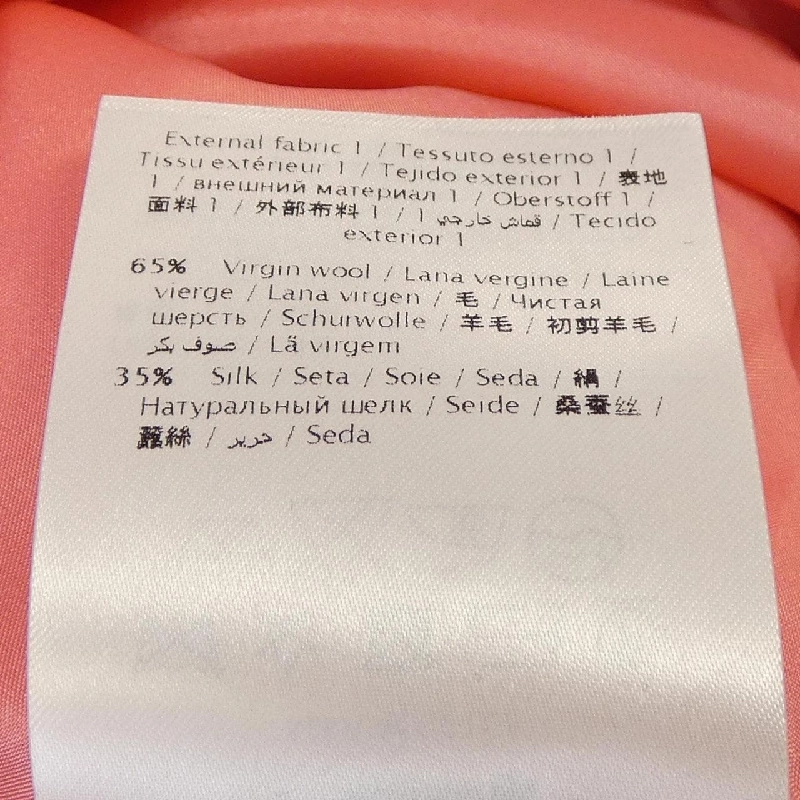 External fabric 1 / Tessuto esterno 1 /
Tissu extérieur 1 / Tejido exterior 1 / 表地
1 / внешний материал 1 / Oberstoff 1 /
面料 1 / 外部布料 1 / قماش خارجي 1 / Tecido
exterior 1
65% Virgin wool / Lana vergine / Laine
vierge / Lana virgen / 毛 / Чистая
шерсть / Schurwolle / 羊毛 / 初剪羊毛 /
صوف بكر / Lã virgem
35% Silk / Seta / Soie / Seda / 絹 /
Натуральный шелк / Seide / 桑蚕丝 /
蠶絲 / حرير / Seda